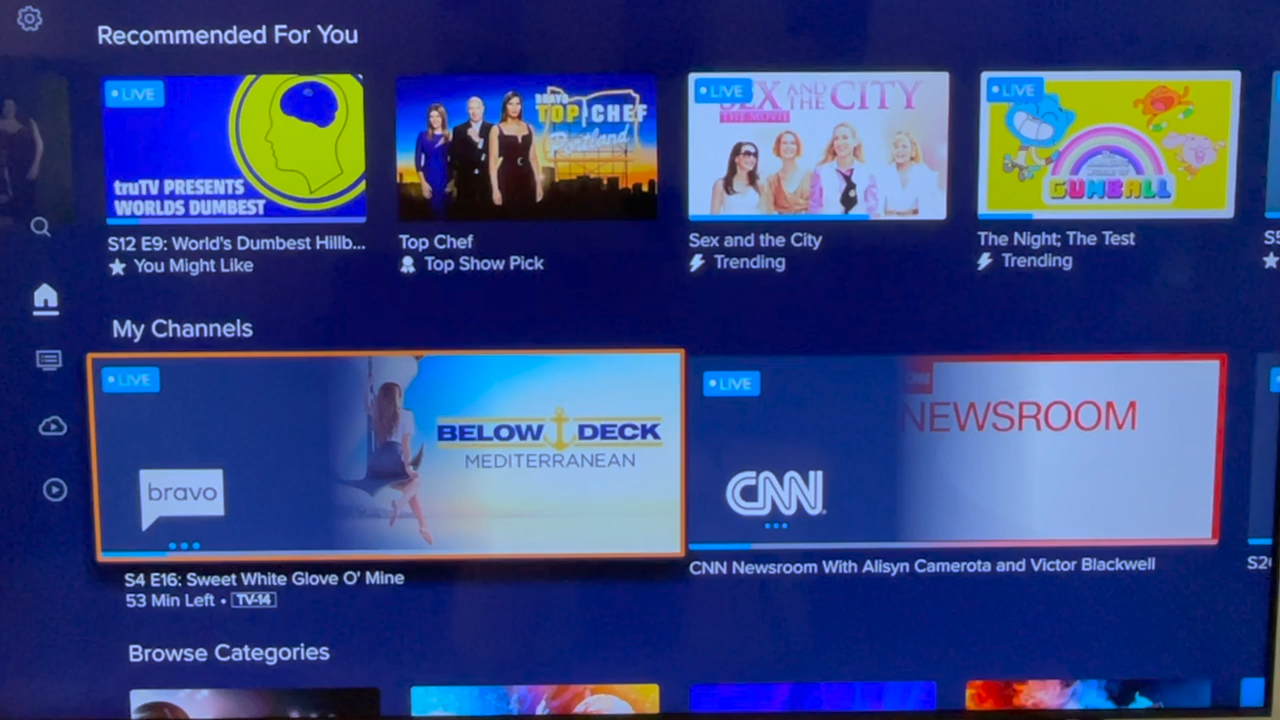 Recommended For You
LIVE
truTV PRESENTS
WORLDS DUMBEST
S12 E9: World's Dumbest Hillb...
You Might Like
BRAVO
TOP CHEF
Portland
Top Chef
Top Show Pick
LIVE
SEX AND THE CITY
THE MOVIE
Sex and the City
Trending
LIVE
GUMBALL
The Night; The Test
Trending
My Channels
LIVE
bravo
BELOW DECK
MEDITERRANEAN
S4 E16: Sweet White Glove O' Mine
53 Min Left • TV-14
LIVE
CNN
CNN
NEWSROOM
CNN Newsroom With Alisyn Camerota and Victor Blackwell
Browse Categories